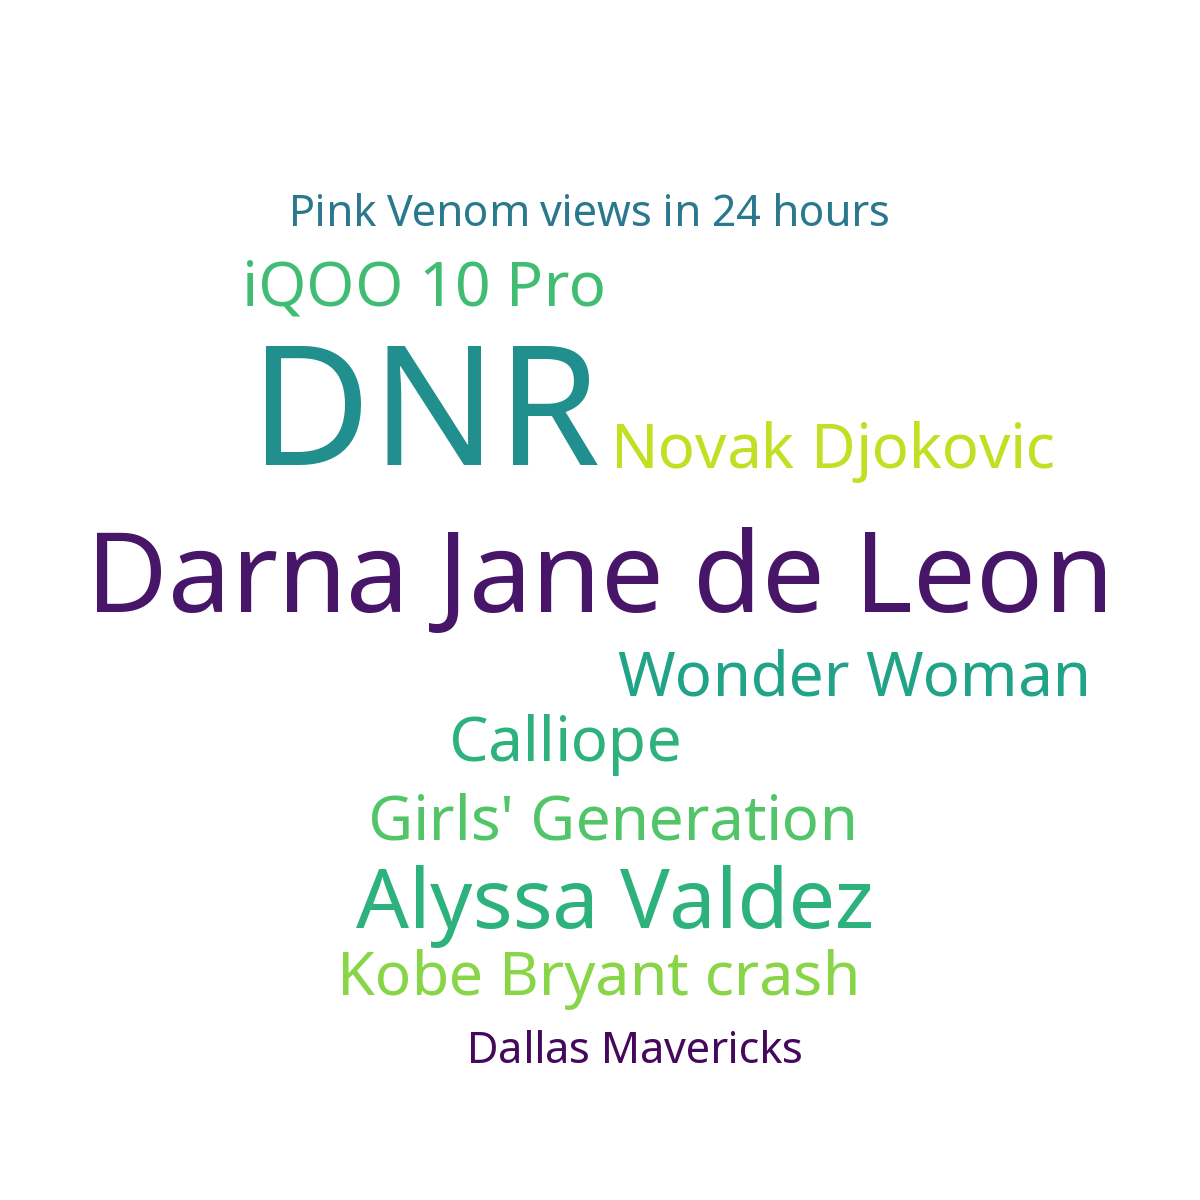 Pink Venom views in 24 hours
iQOO 10 Pro
DNR
Novak Djokovic
Darna Jane de Leon
Wonder Woman
Calliope
Girls' Generation
Alyssa Valdez
Kobe Bryant crash
Dallas Mavericks